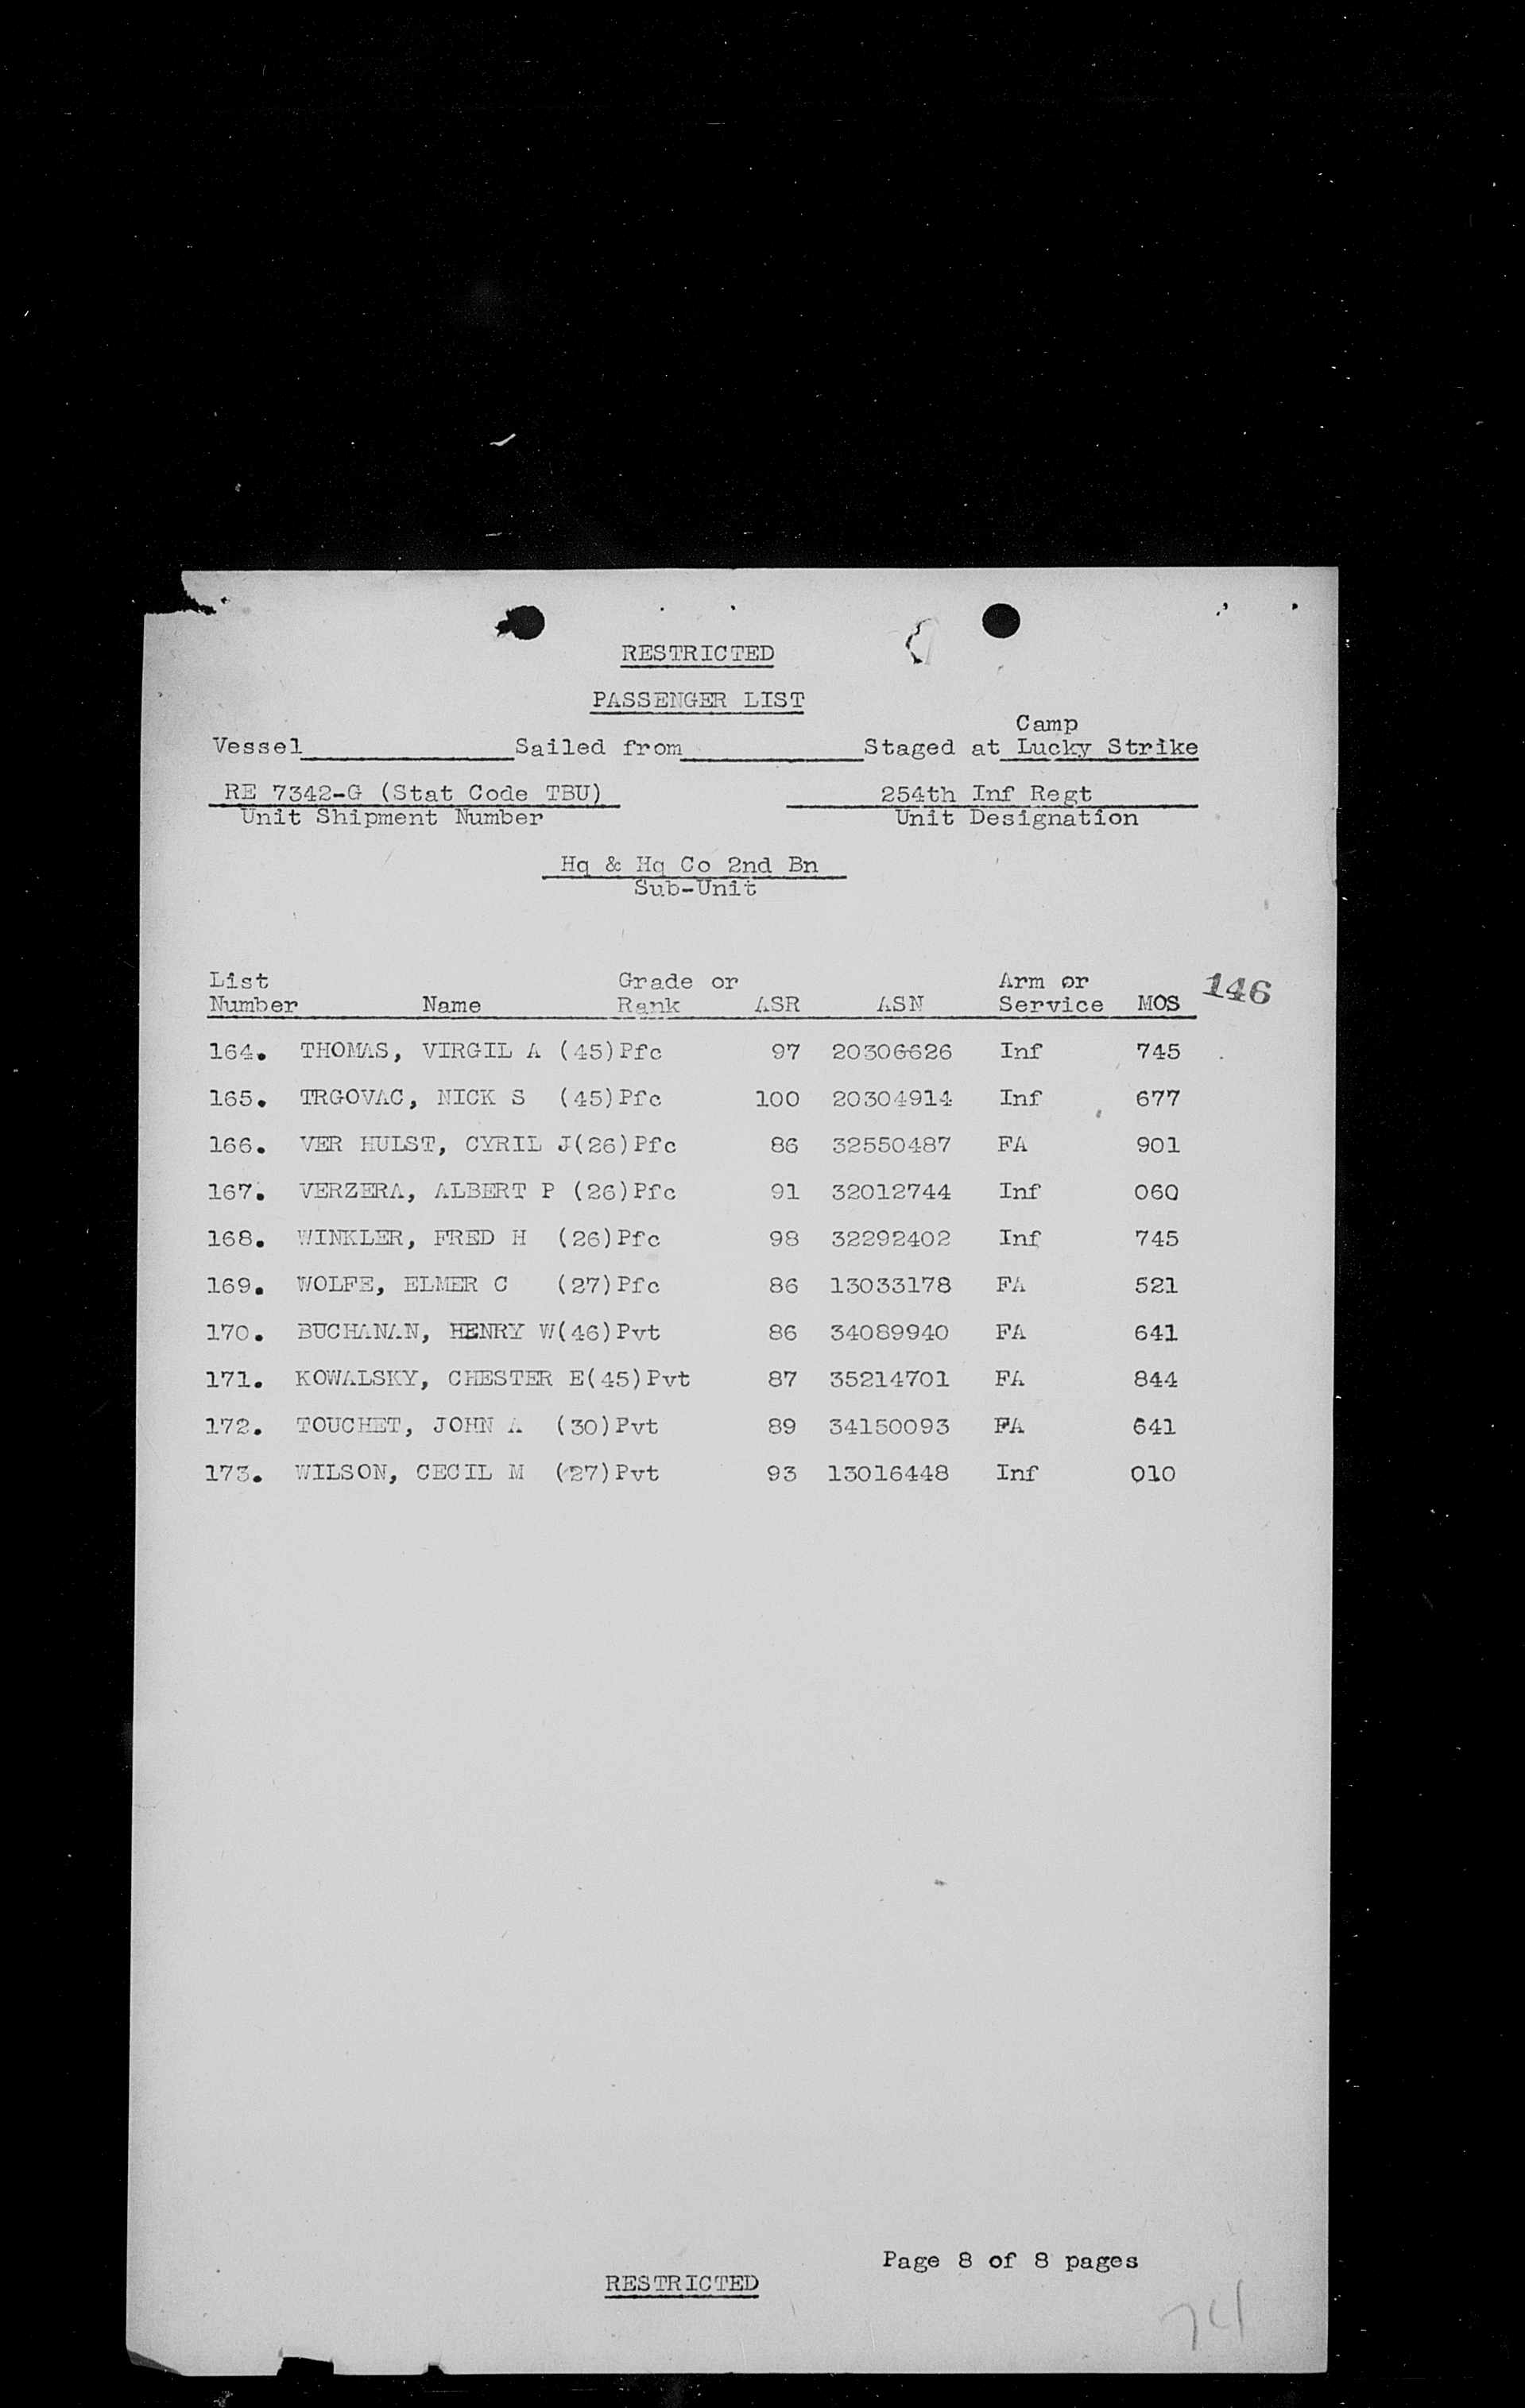 RESTRICTED
PASSENGER LIST
Camp
Vessel Sailed from Staged at Lucky Strike
RE 7342-G (Stat Code TBU) 254th Inf Regt
Unit Shipment Number Unit Designation
Hq & Hq Co 2nd Bn
Sub-Unit
List Grade or Arm or
Number Name Rank ASR ASN Service MOS 146
164. THOMAS, VIRGIL A (45)Pfc 97 20306626 Inf 745
165. TRGOVAC, NICK S (45)Pfc 100 20304914 Inf 677
166. VER HULST, CYRIL J(26)Pfc 86 32550487 FA 901
167. VERZERA, ALBERT P (26)Pfc 91 32012744 Inf 060
168. WINKLER, FRED H (26)Pfc 98 32292402 Inf 745
169. WOLFE, ELMER C (27)Pfc 86 13033178 FA 521
170. BUCHANAN, HENRY W(46)Pvt 86 34089940 FA 641
171. KOWALSKY, CHESTER E(45)Pvt 87 35214701 FA 844
172. TOUCHET, JOHN A (30)Pvt 89 34150093 FA 641
173. WILSON, CECIL M (27)Pvt 93 13016448 Inf 010
Page 8 of 8 pages
RESTRICTED